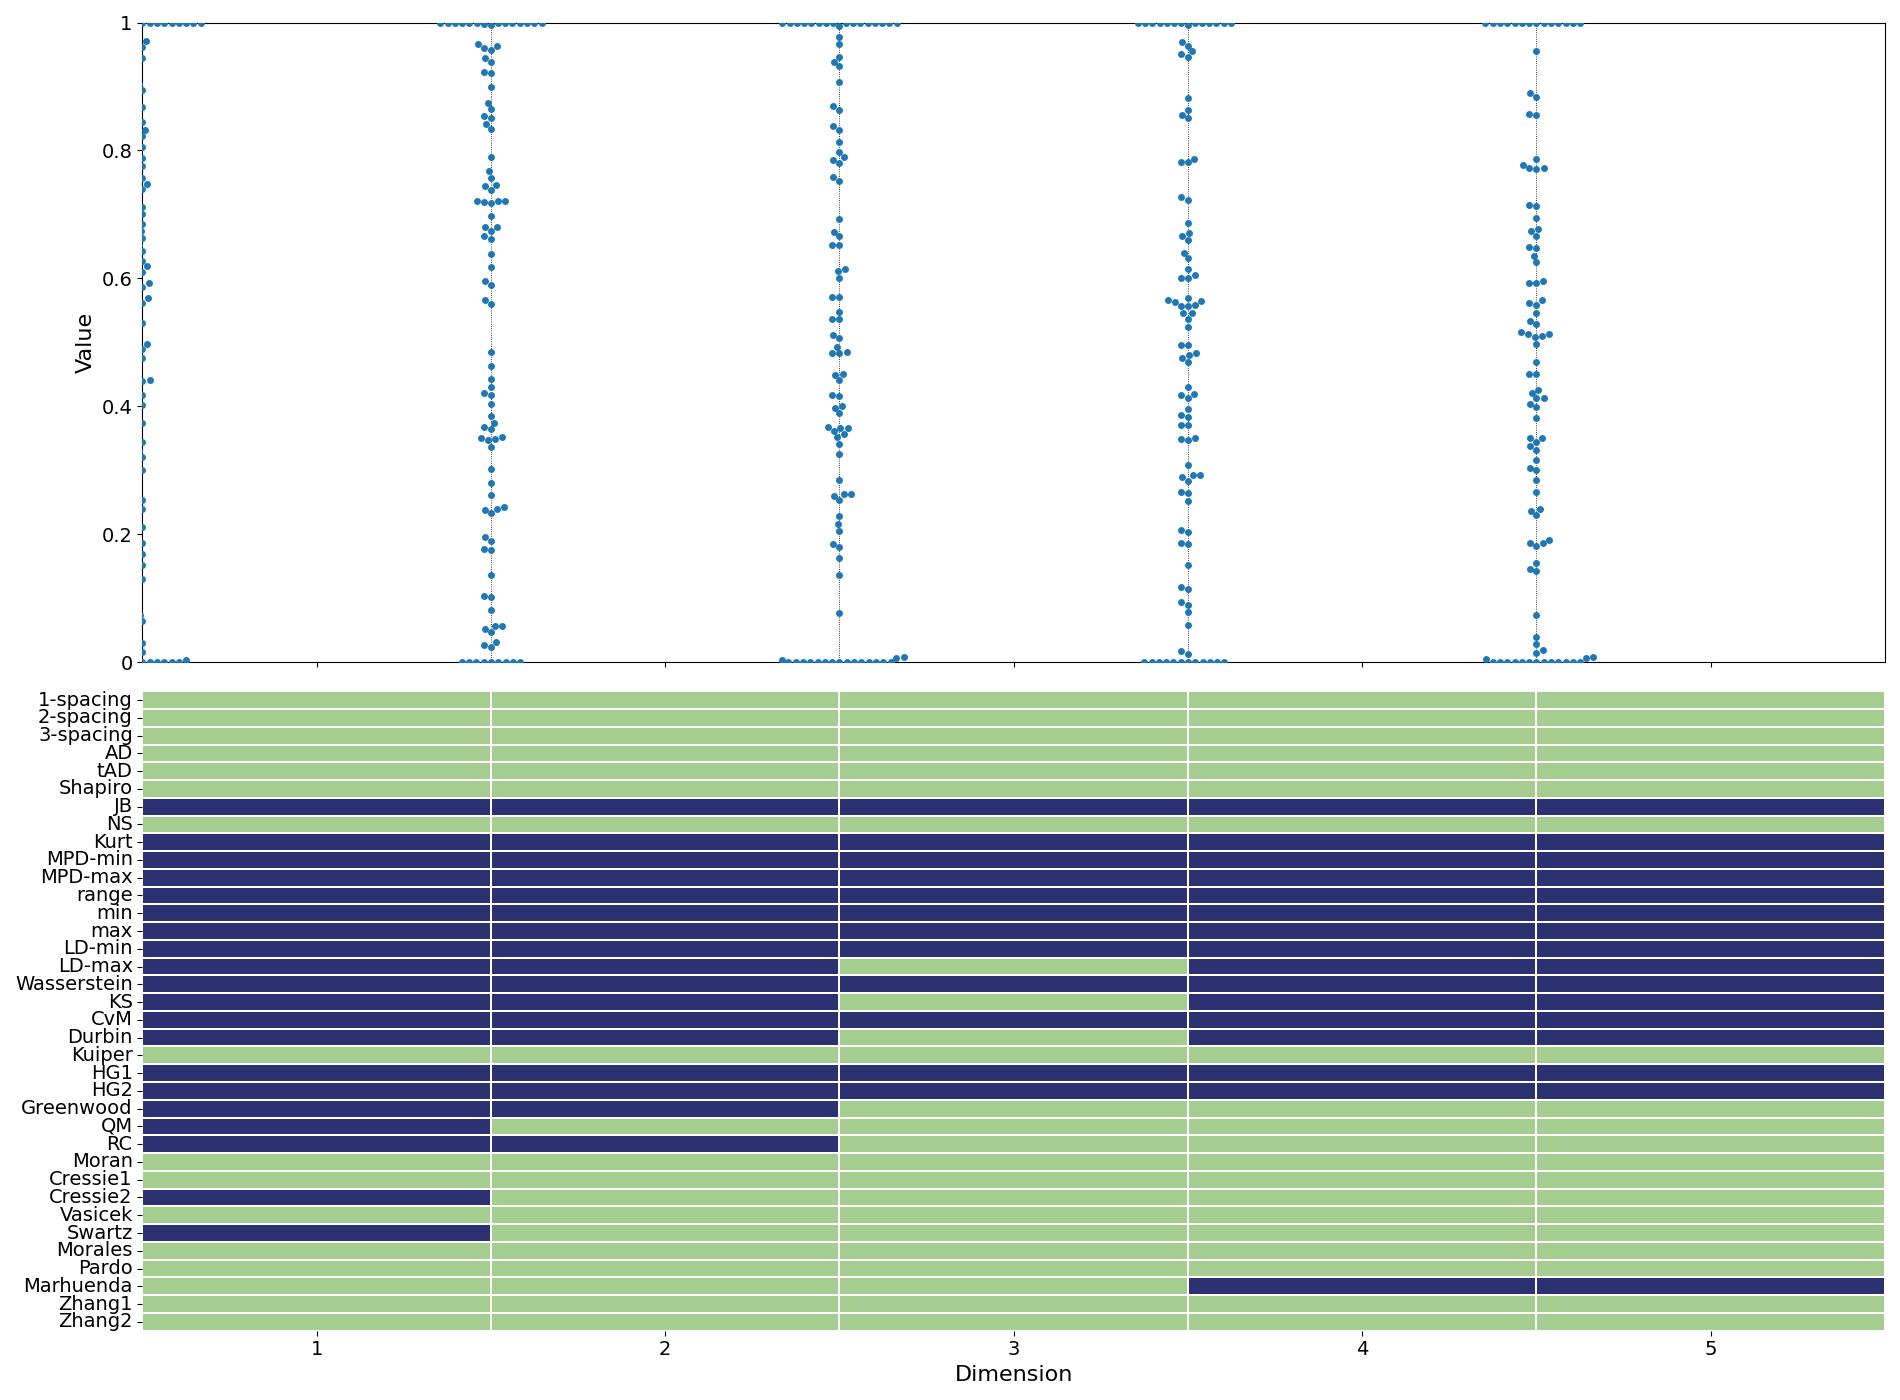 1
0.8
0.6
0.4
0.2
0
Value
1-spacing
2-spacing
3-spacing
AD
tAD
Shapiro
JB
NS
Kurt
MPD-min
MPD-max
range
min
max
LD-min
LD-max
Wasserstein
KS
CvM
Durbin
Kuiper
HG1
HG2
Greenwood
QM
RC
Moran
Cressie1
Cressie2
Vasicek
Swartz
Morales
Pardo
Marhuenda
Zhang1
Zhang2
1 2 3 4 5
Dimension